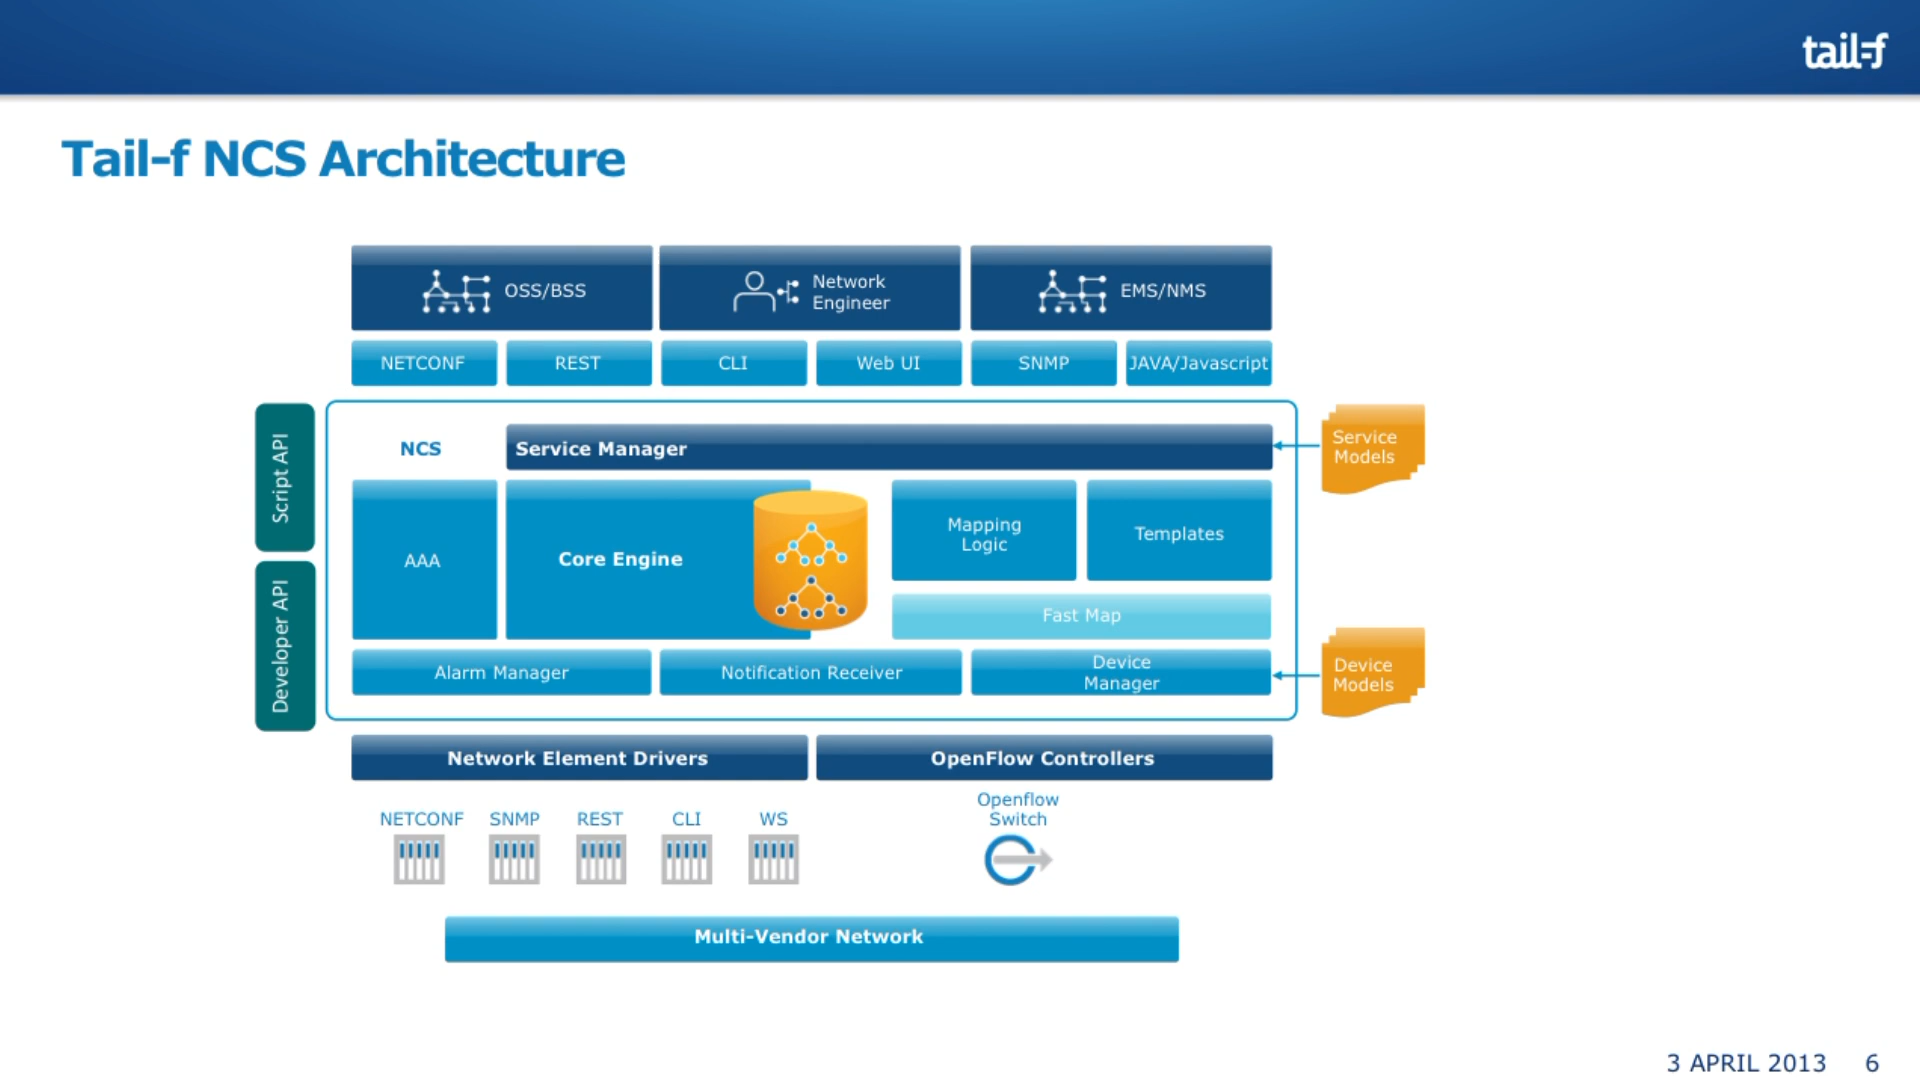 tail-f
Tail-f NCS Architecture
OSS/BSS
Network
Engineer
EMS/NMS
NETCONF
REST
CLI
Web UI
SNMP
JAVA/Javascript
Script API
Developer API
NCS
Service Manager
Service
Models
AAA
Core Engine
Mapping
Logic
Templates
Fast Map
Alarm Manager
Notification Receiver
Device
Manager
Device
Models
Network Element Drivers
OpenFlow Controllers
NETCONF
SNMP
REST
CLI
WS
Openflow
Switch
Multi-Vendor Network
3 APRIL 2013 6